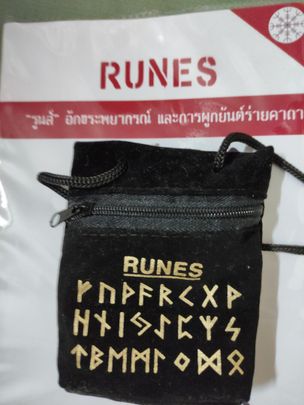 RUNES
"รูนส์" อักขระพยากรณ์ และการผูกยันต์ร่ายคาถา
RUNES
ᚠᚢᚦᚨᚱᚲᚷᚹ
ᚺᚾᛁᛃᛇᛈᛉᛊ
ᛏᛒᛖᛗᛚᛜᛞᛟ